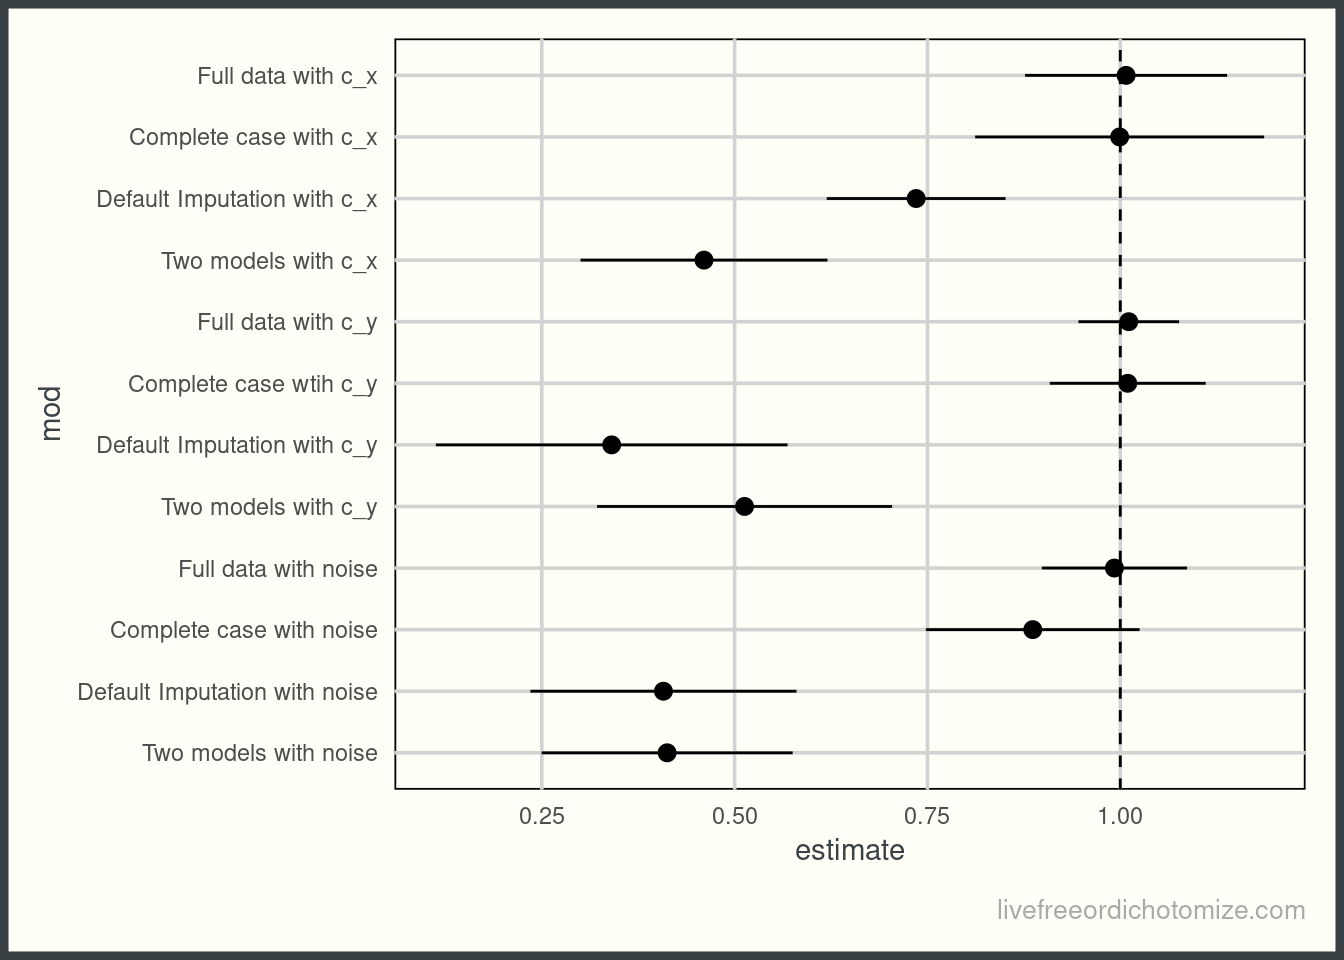 Full data with c_x
Complete case with c_x
Default Imputation with c_x
Two models with c_x
Full data with c_y
Complete case wtih c_y
Default Imputation with c_y
Two models with c_y
Full data with noise
Complete case with noise
Default Imputation with noise
Two models with noise
mod
0.25 0.50 0.75 1.00
estimate
livefreeordichotomize.com